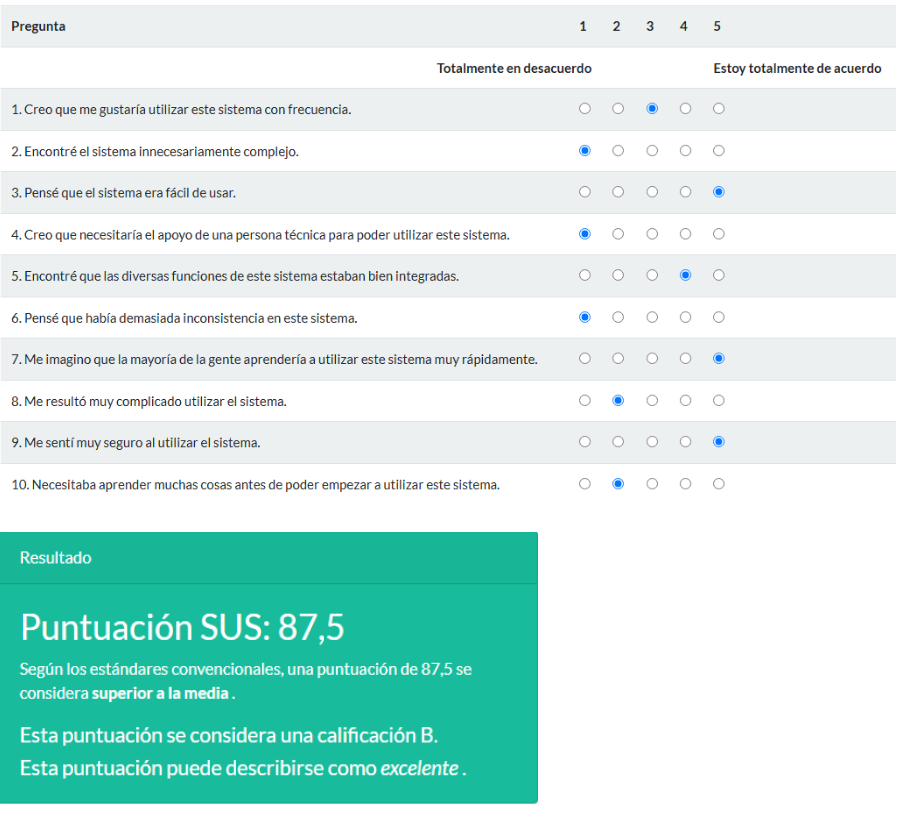 Pregunta 1 2 3 4 5
Totalmente en desacuerdo Estoy totalmente de acuerdo
1. Creo que me gustaría utilizar este sistema con frecuencia.
2. Encontré el sistema innecesariamente complejo.
3. Pensé que el sistema era fácil de usar.
4. Creo que necesitaría el apoyo de una persona técnica para poder utilizar este sistema.
5. Encontré que las diversas funciones de este sistema estaban bien integradas.
6. Pensé que había demasiada inconsistencia en este sistema.
7. Me imagino que la mayoría de la gente aprendería a utilizar este sistema muy rápidamente.
8. Me resultó muy complicado utilizar el sistema.
9. Me sentí muy seguro al utilizar el sistema.
10. Necesitaba aprender muchas cosas antes de poder empezar a utilizar este sistema.
Resultado
Puntuación SUS: 87,5
Según los estándares convencionales, una puntuación de 87,5 se
considera superior a la media .
Esta puntuación se considera una calificación B.
Esta puntuación puede describirse como excelente .